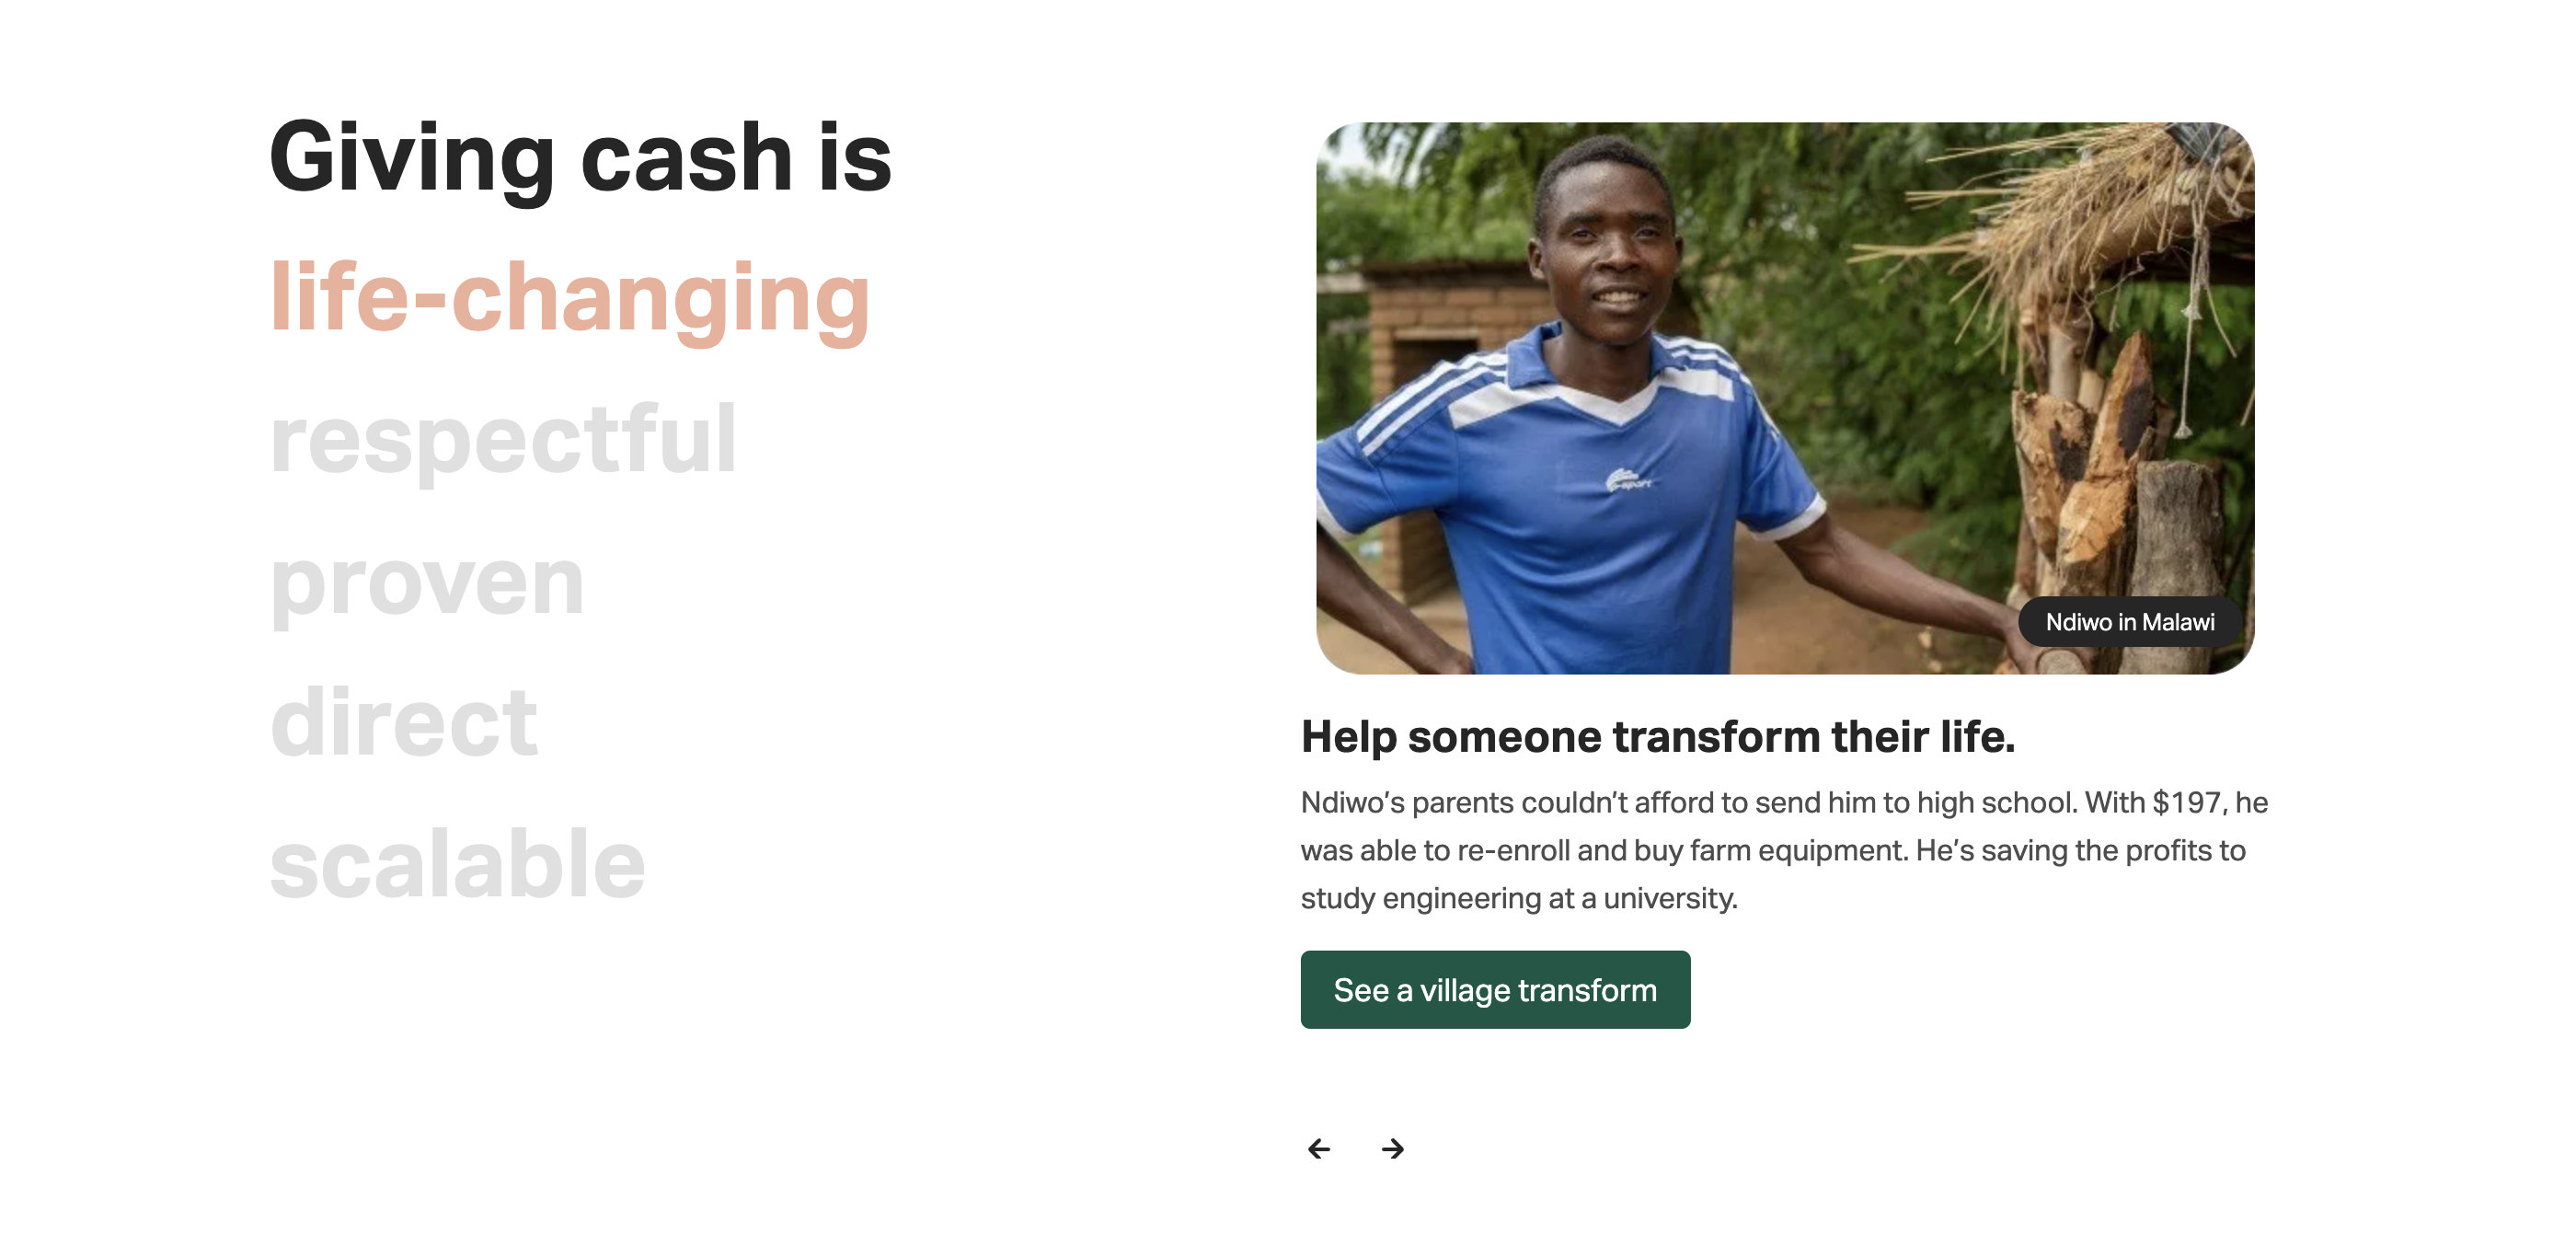 Giving cash is
life-changing
respectful
proven
direct
scalable
Ndiwo in Malawi
Help someone transform their life.
Ndiwo’s parents couldn’t afford to send him to high school. With $197, he
was able to re-enroll and buy farm equipment. He’s saving the profits to
study engineering at a university.
See a village transform